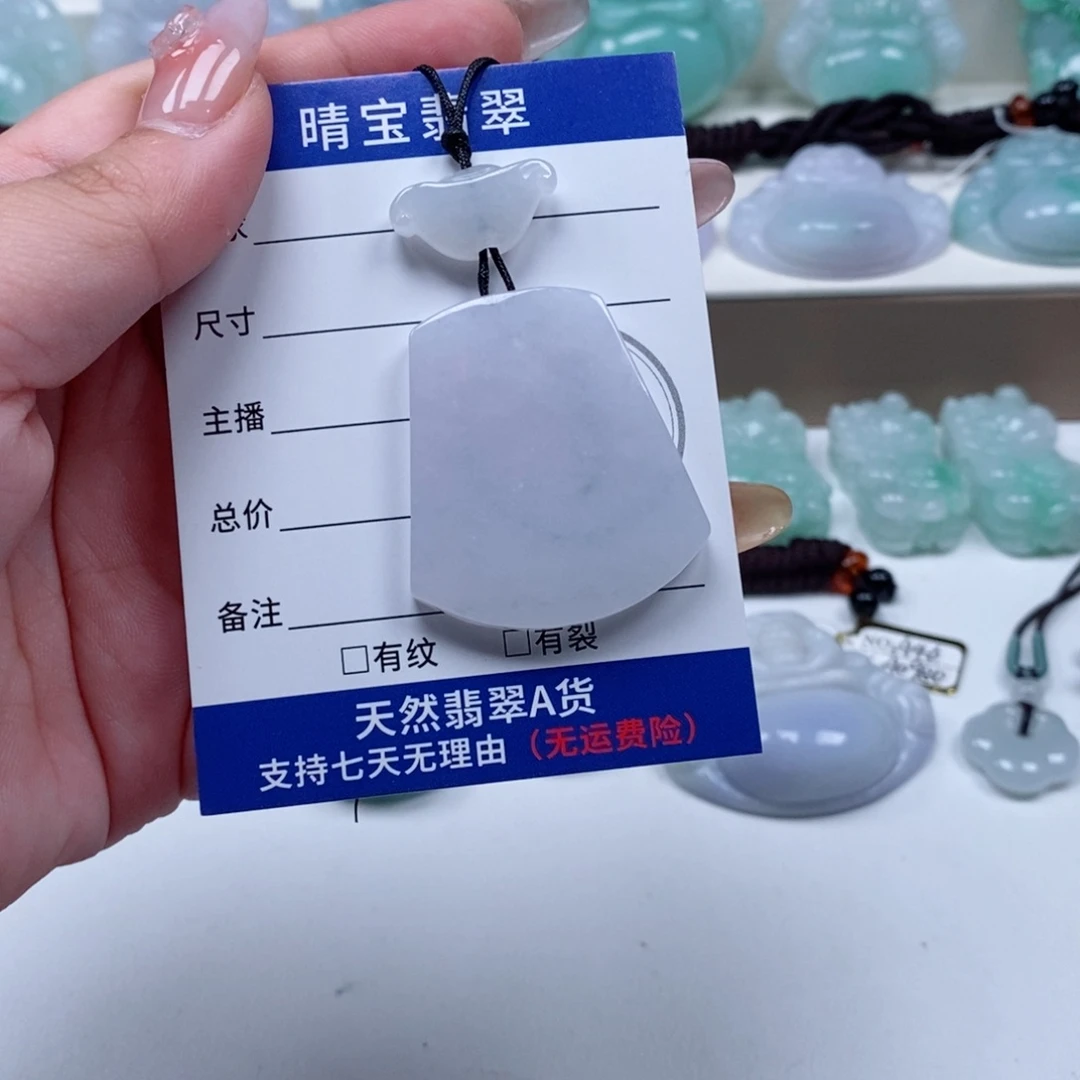 晴宝翡翠
尺寸
主播
总价
备注
□有纹 □有裂
天然翡翠A货
支持七天无理由（无运费险）